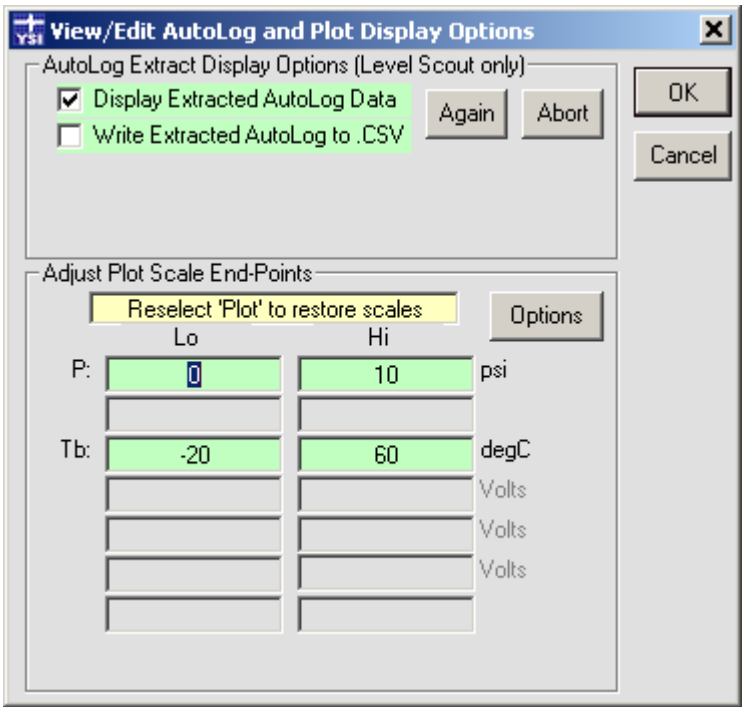 YSI View/Edit AutoLog and Plot Display Options
AutoLog Extract Display Options (Level Scout only)
Display Extracted AutoLog Data
Write Extracted AutoLog to .CSV
Again
Abort
OK
Cancel
Adjust Plot Scale End-Points
Reselect 'Plot' to restore scales
Options
Lo Hi
P: 0 10 psi
Tb: -20 60 degC
Volts
Volts
Volts